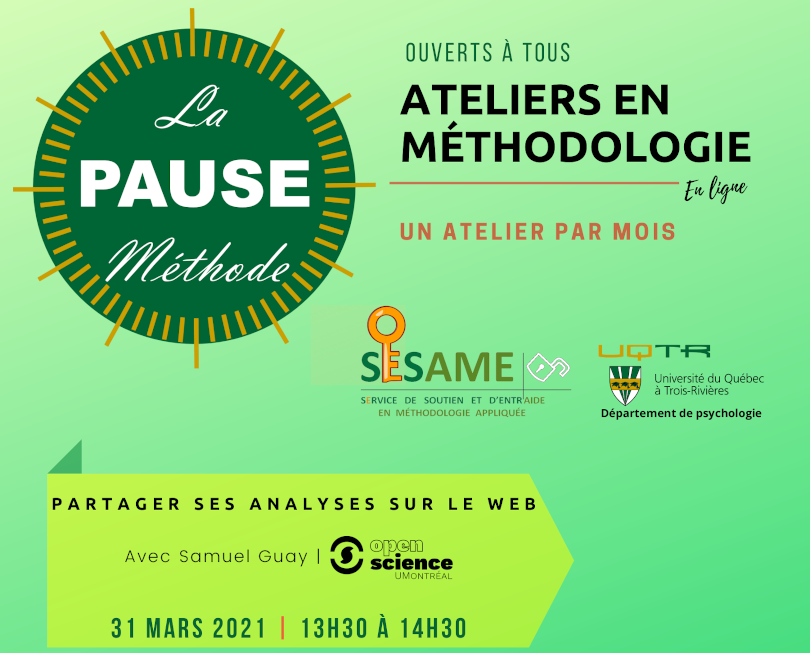 La
PAUSE
Méthode
OUVERTS À TOUS
ATELIERS EN
MÉTHODOLOGIE
En ligne
UN ATELIER PAR MOIS
SESAME
SERVICE DE SOUTIEN ET D'ENTRAIDE
EN MÉTHODOLOGIE APPLIQUÉE
UQTR
Université du Québec
à Trois-Rivières
Département de psychologie
PARTAGER SES ANALYSES SUR LE WEB
Avec Samuel Guay |
open
science
UMONTRÉAL
31 MARS 2021 | 13H30 À 14H30